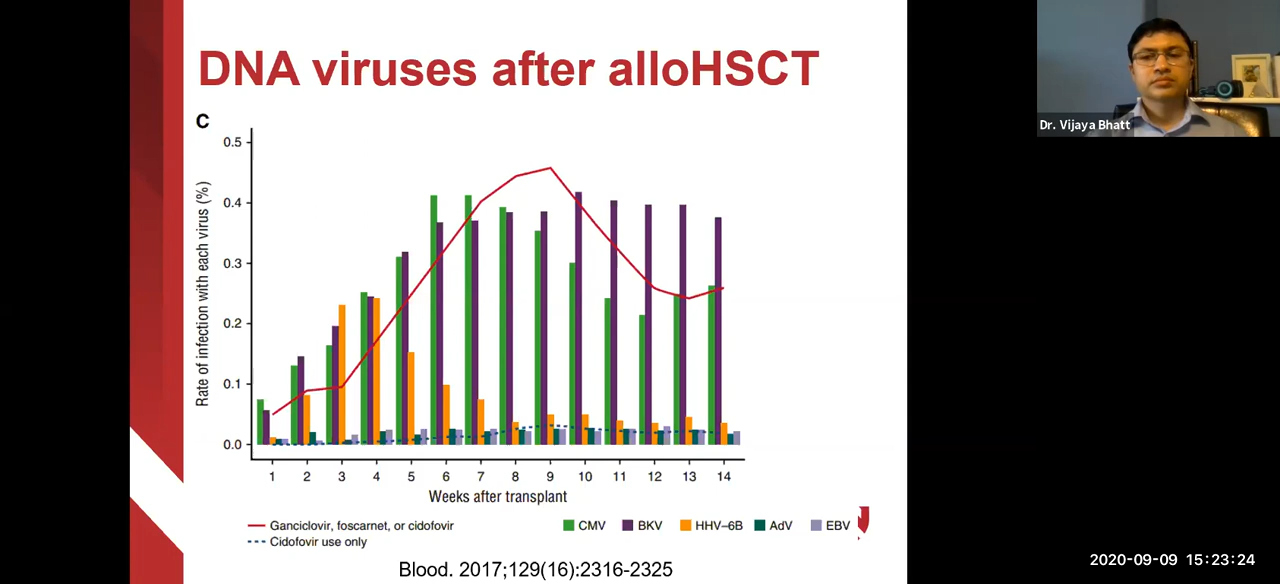 DNA viruses after alloHSCT
Dr. Vijaya Bhatt
C
Rate of infection with each virus (%)
0.5
0.4
0.3
0.2
0.1
0.0
1 2 3 4 5 6 7 8 9 10 11 12 13 14
Weeks after transplant
Ganciclovir, foscarnet, or cidofovir
Cidofovir use only
CMV BKV HHV–6B AdV EBV
Blood. 2017;129(16):2316-2325
2020-09-09 15:23:24